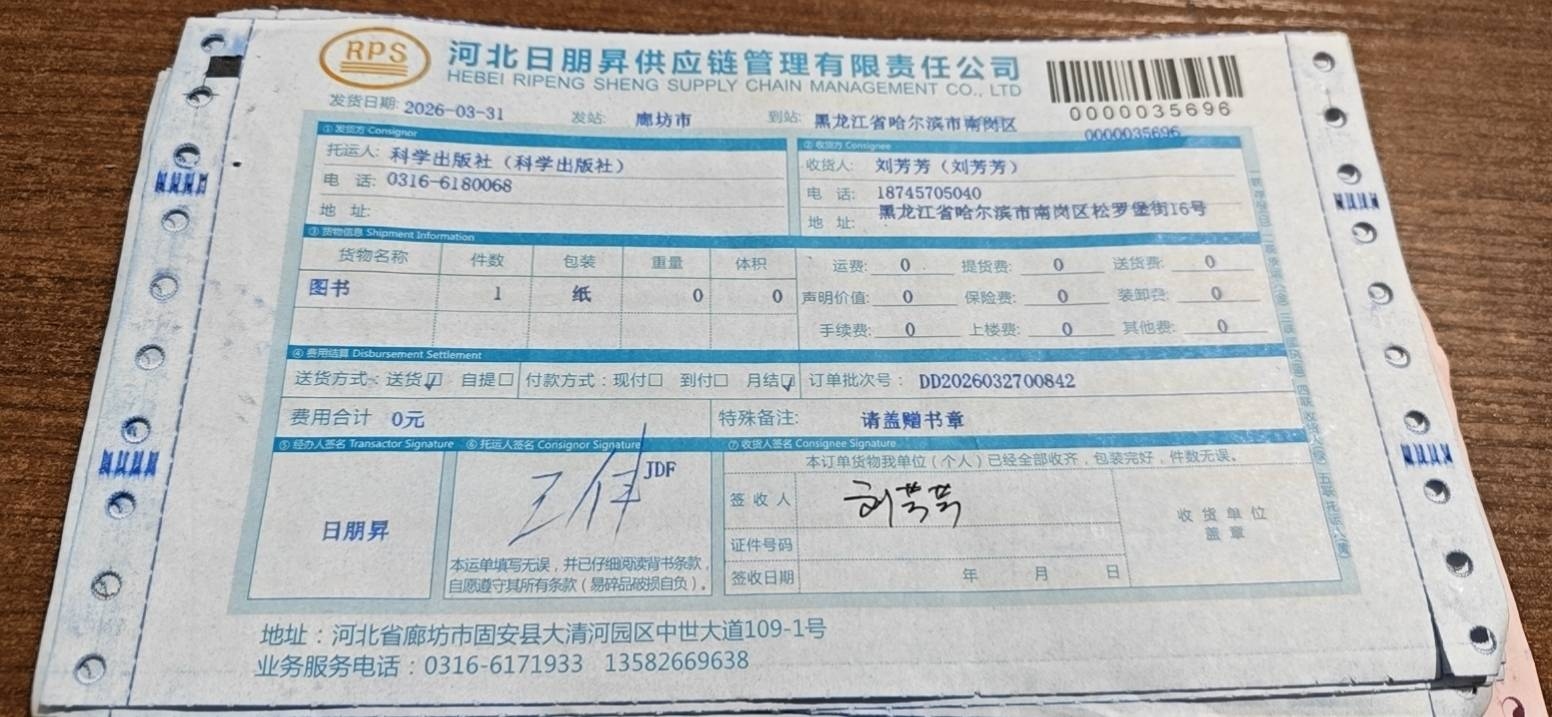 RPS
河北日朋昇供应链管理有限责任公司
HEBEI RIPENG SHENG SUPPLY CHAIN MANAGEMENT CO., LTD
0000035696
发货日期: 2026-03-31 发站: 廊坊市 到站: 黑龙江省哈尔滨市南岗区
0000035696
① 发货方 Consignor
托运人: 科学出版社（科学出版社）
电 话: 0316-6180068
地 址:
② 收货方 Consignee
收货人: 刘芳芳（刘芳芳）
电 话: 18745705040
地 址: 黑龙江省哈尔滨市南岗区松罗堡街16号
③ 货物信息 Shipment Information
货物名称 件数 包装 重量 体积
图书 1 纸 0 0
运费: 0 提货费: 0 送货费: 0
声明价值: 0 保险费: 0 装卸费: 0
手续费: 0 上楼费: 0 其他费: 0
④ 费用结算 Disbursement Settlement
送货方式: 送货☑ 自提□ 付款方式：现付□ 到付□ 月结☑ 订单批次号： DD2026032700842
费用合计 0元 特殊备注: 请盖赠书章
⑤ 经办人签名 Transactor Signature
日朋昇
⑥ 托运人签名 Consignor Signature
王伟 JDF
本运单填写无误，并已仔细阅读背书条款，
自愿遵守其所有条款（易碎品破损自负）。
⑦ 收货人签名 Consignee Signature
本订单货物我单位（个人）已经全部收齐，包装完好，件数无误。
签收人 刘芳芳
证件号码
签收日期 年 月 日
收货单位
盖章
地址：河北省廊坊市固安县大清河园区中世大道109-1号
业务服务电话：0316-6171933 13582669638